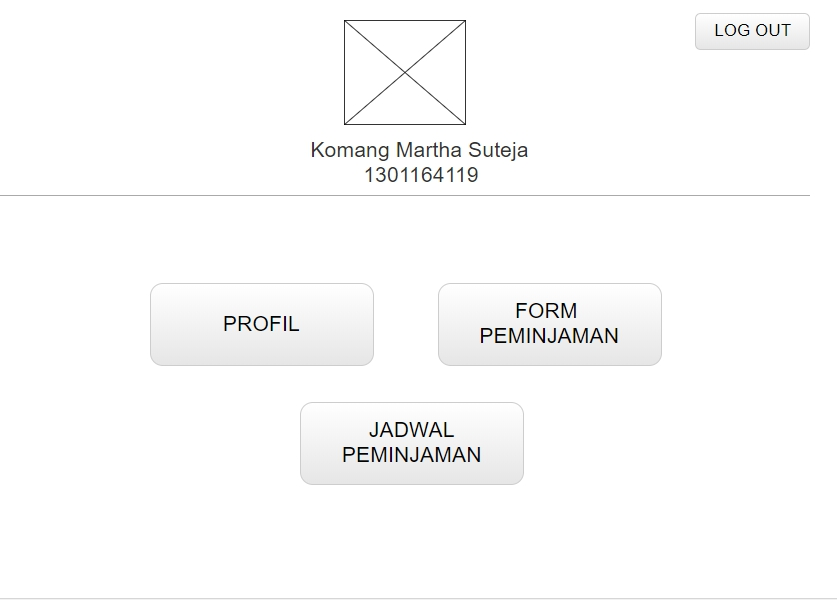 LOG OUT
Komang Martha Suteja
1301164119
PROFIL
FORM
PEMINJAMAN
JADWAL
PEMINJAMAN